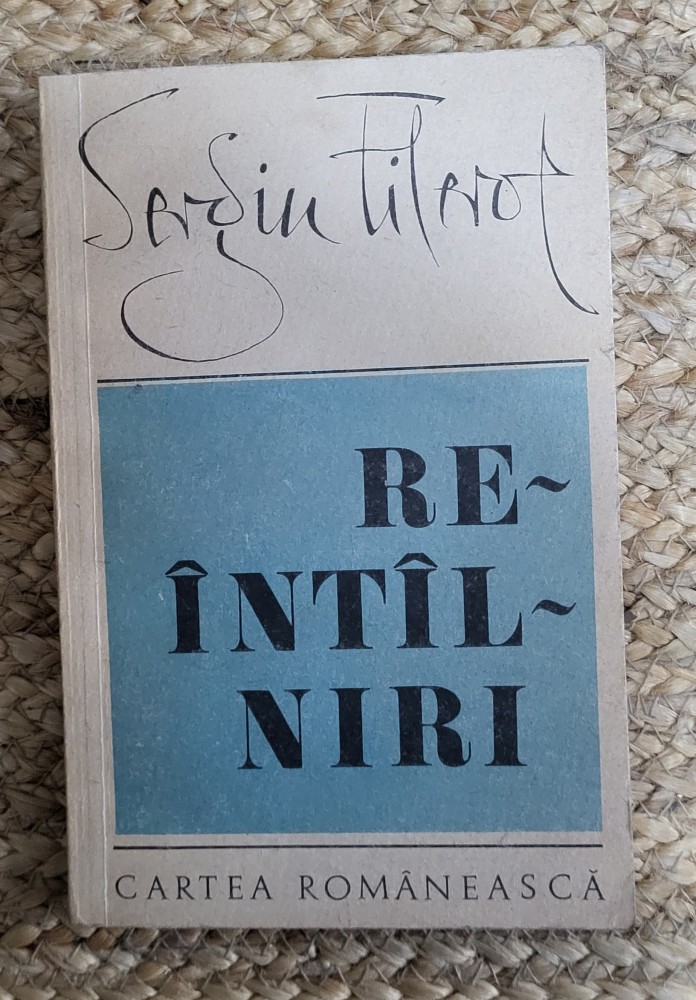 Sergiu Filerot
RE~
ÎNTÎL~
NIRI
CARTEA ROMÂNEASCĂ